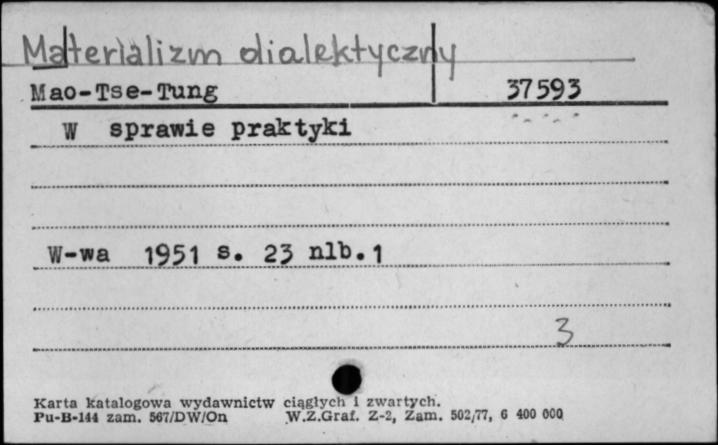 Materializm dialektyczny
Mao-Tse-Tung 37593
W sprawie praktyki
W-wa 1951 s. 23 nlb.1
3
Karta katalogowa wydawnictw ciągłych i zwartych.
Pu-B-144 zam. 567/DW/On W.Z.Graf. Z-2, Zam. 502/77, 6 400 000